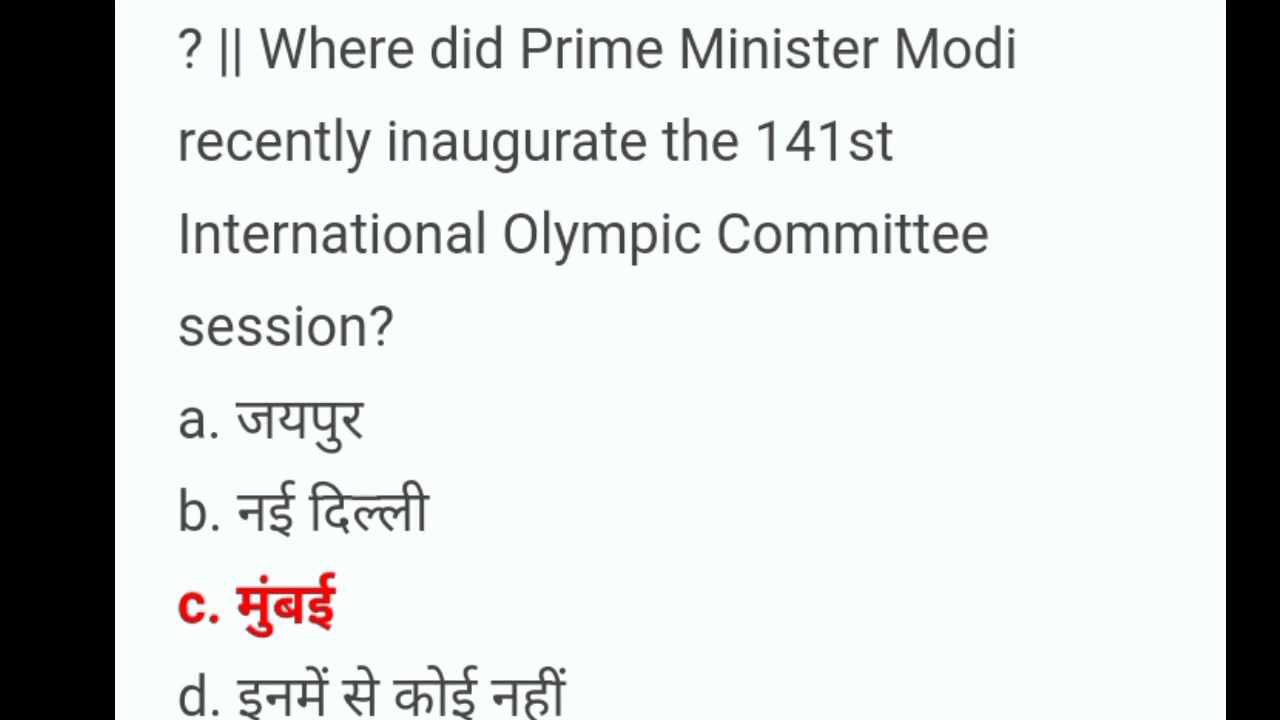 ? || Where did Prime Minister Modi
recently inaugurate the 141st
International Olympic Committee
session?
a. जयपुर
b. नई दिल्ली
c. मुंबई
d. इनमें से कोई नहीं